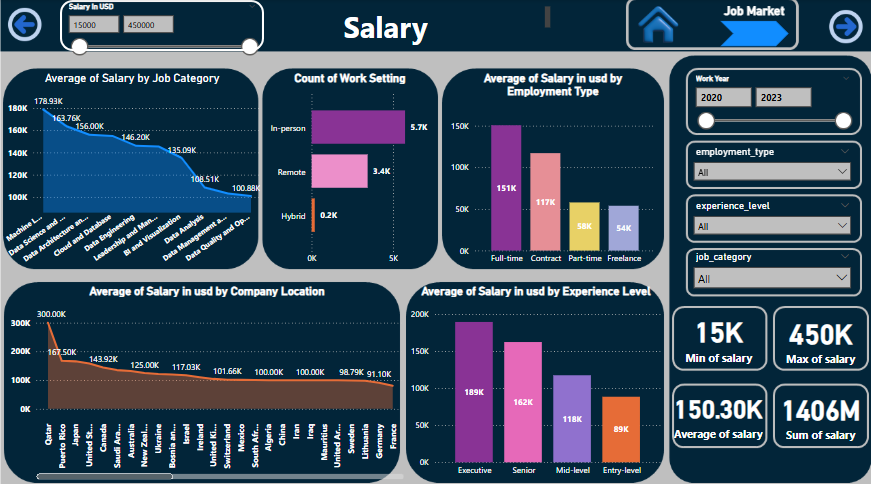 Salary in USD
15000
450000
Salary
Job Market
Average of Salary by Job Category
180K
160K
140K
120K
100K
178.93K
163.76K
156.00K
146.20K
135.09K
108.51K
100.88K
Machine l...
Data Science and ...
Data Architecture an...
Cloud and Database
Data Engineering
Leadership and Man...
BI and Visualization
Data Analysis
Data Management a...
Data Quality and Op...
Count of Work Setting
In-person
5.7K
Remote
3.4K
Hybrid
0.2K
0K
5K
Average of Salary in usd by
Employment Type
150K
100K
50K
0K
151K
117K
58K
54K
Full-time
Contract
Part-time
Freelance
Work Year
2020
2023
employment_type
All
experience_level
All
job_category
All
Average of Salary in usd by Company Location
300K
200K
100K
0K
300.00K
167.50K
143.92K
125.00K
117.03K
101.66K
100.00K
100.00K
98.79K
91.10K
Qatar
Puerto Rico
Japan
United St...
Canada
Saudi Ara...
Australia
New Zeal...
Ukraine
Bosnia an...
Israel
Ireland
United Ki...
Switzerland
Mexico
South Afr...
Algeria
China
Iran
Iraq
Mauritius
United Ar...
Sweden
Lithuania
Germany
France
Average of Salary in usd by Experience Level
200K
150K
100K
50K
0K
189K
162K
118K
89K
Executive
Senior
Mid-level
Entry-level
15K
Min of salary
450K
Max of salary
150.30K
Average of salary
1406M
Sum of salary